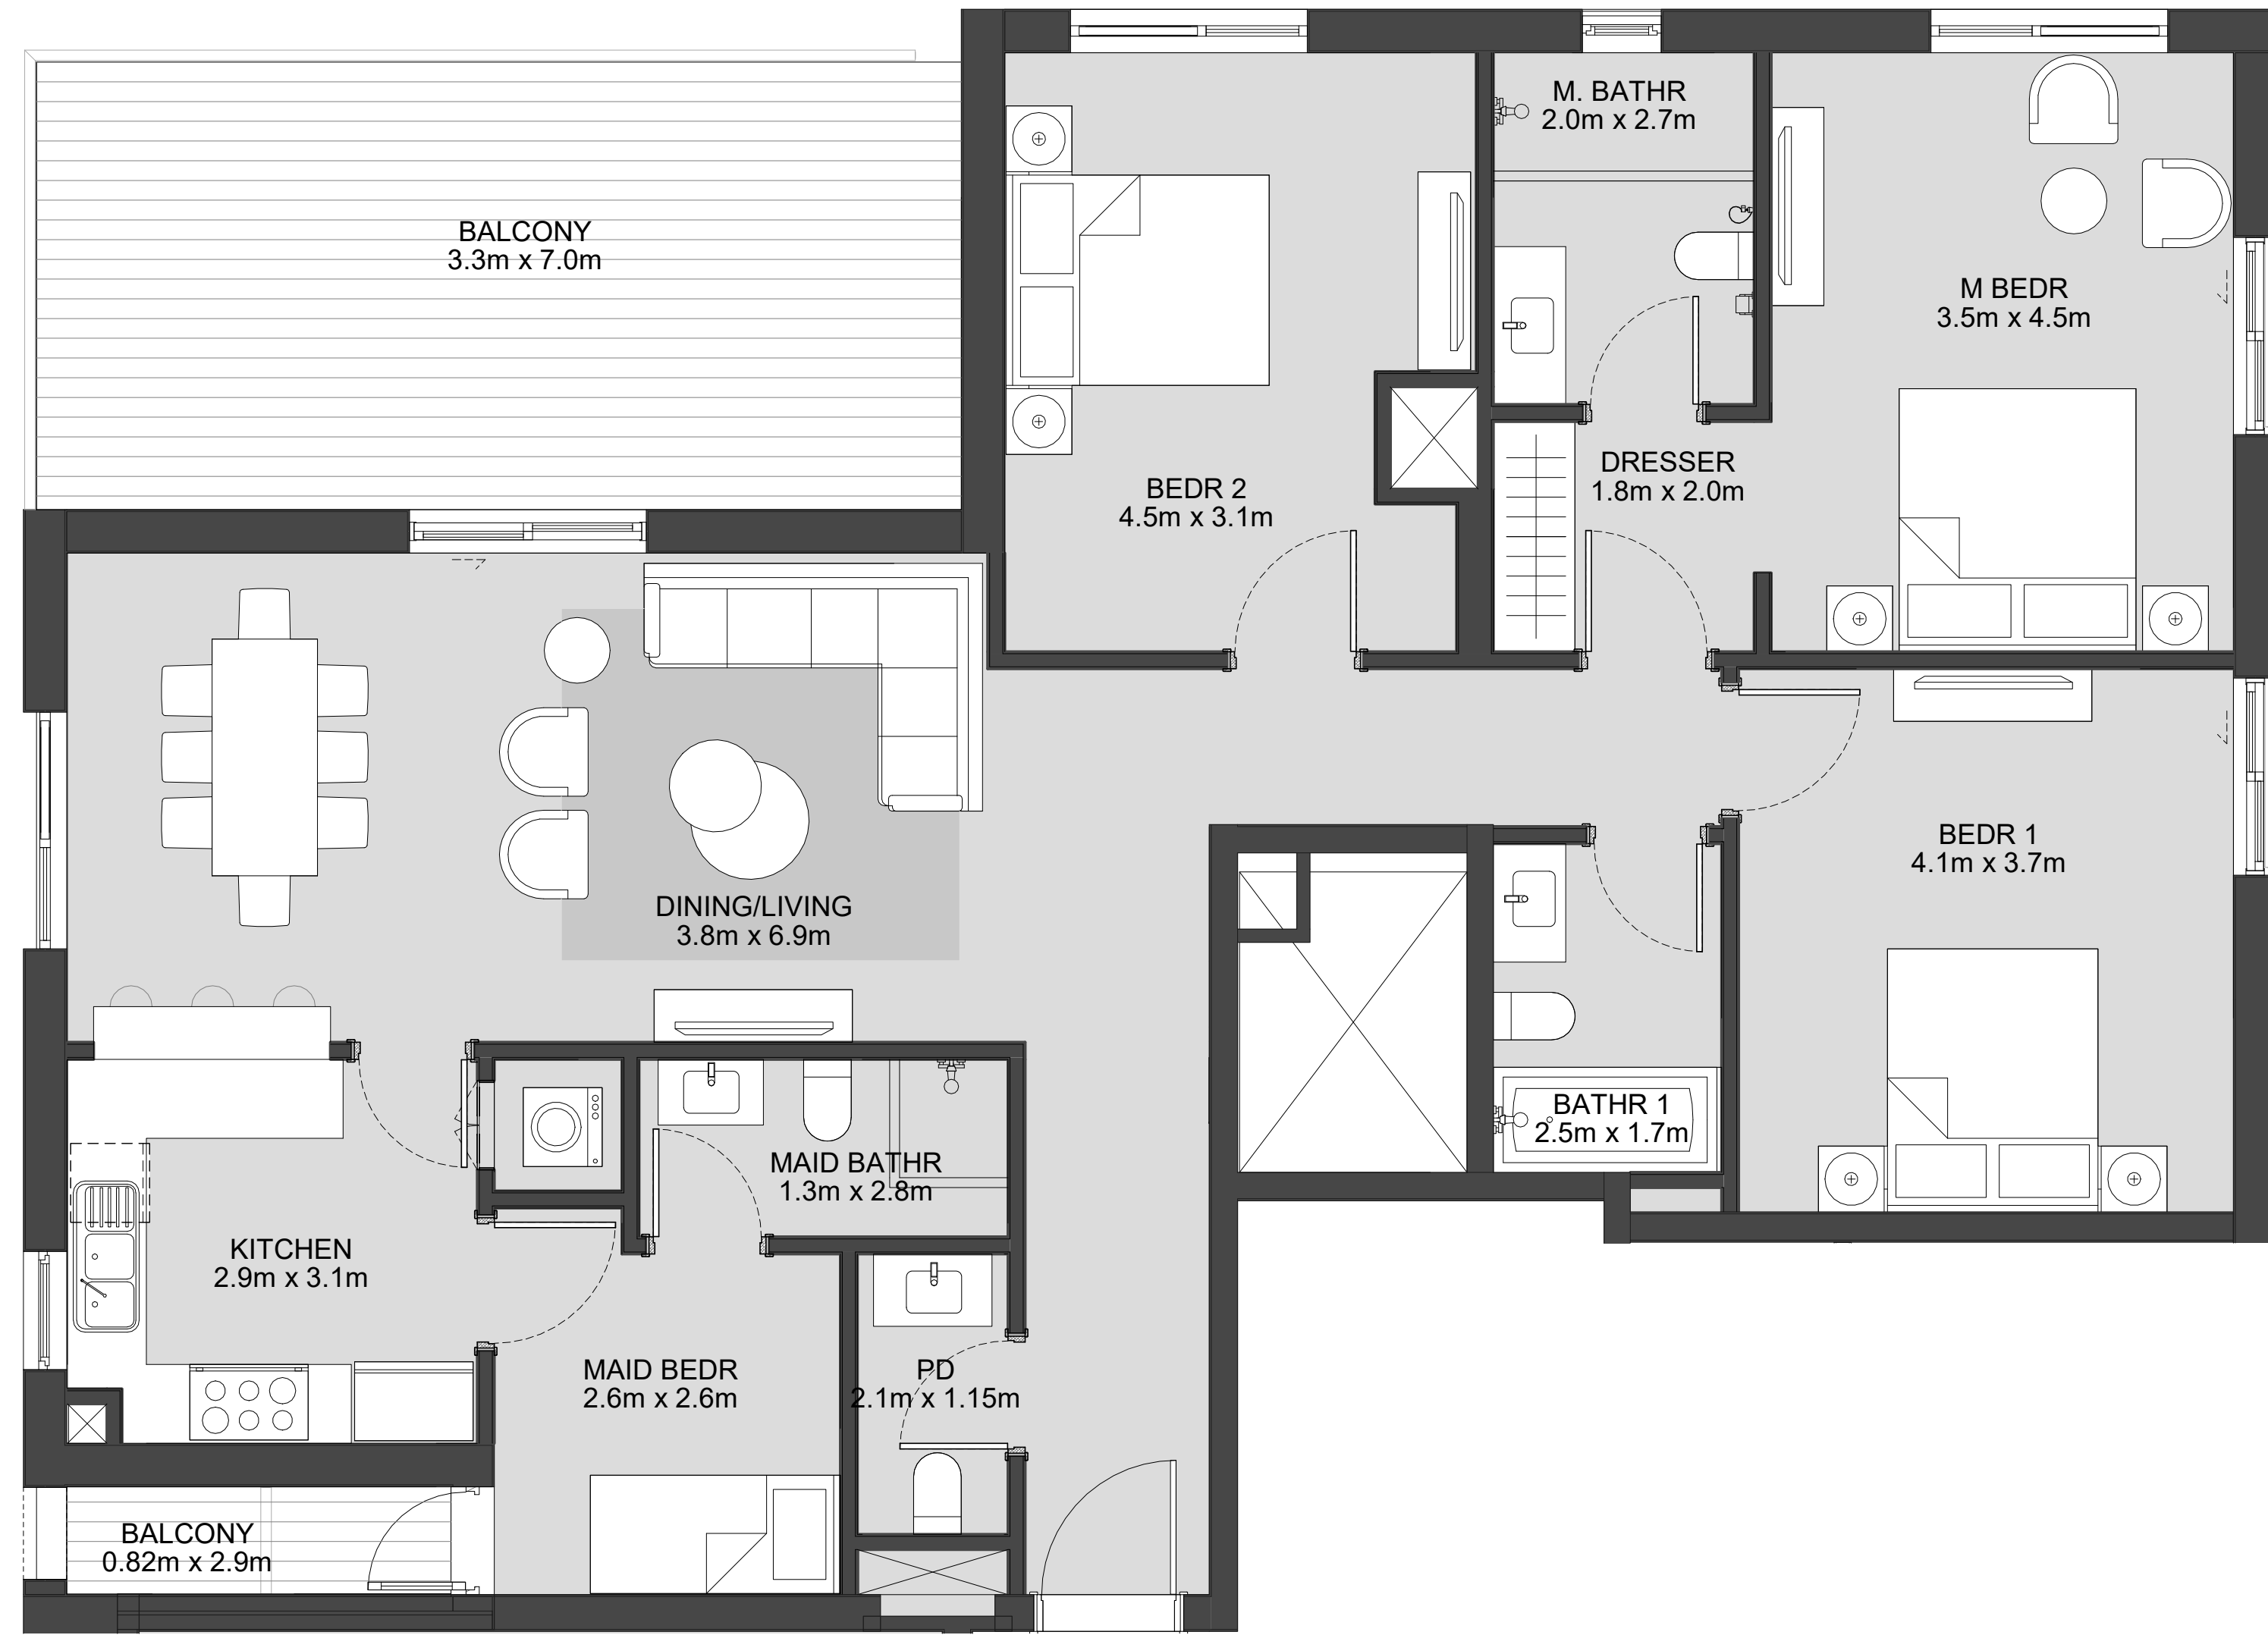 M. BATHR
2.0m x 2.7m
BALCONY
3.3m x 7.0m
M BEDR
3.5m x 4.5m
DRESSER
1.8m x 2.0m
BEDR 2
4.5m x 3.1m
BEDR 1
4.1m x 3.7m
DINING/LIVING
3.8m x 6.9m
BATHR 1
2.5m x 1.7m
MAID BATHR
1.3m x 2.8m
KITCHEN
2.9m x 3.1m
MAID BEDR
2.6m x 2.6m
PD
2.1m x 1.15m
BALCONY
0.82m x 2.9m